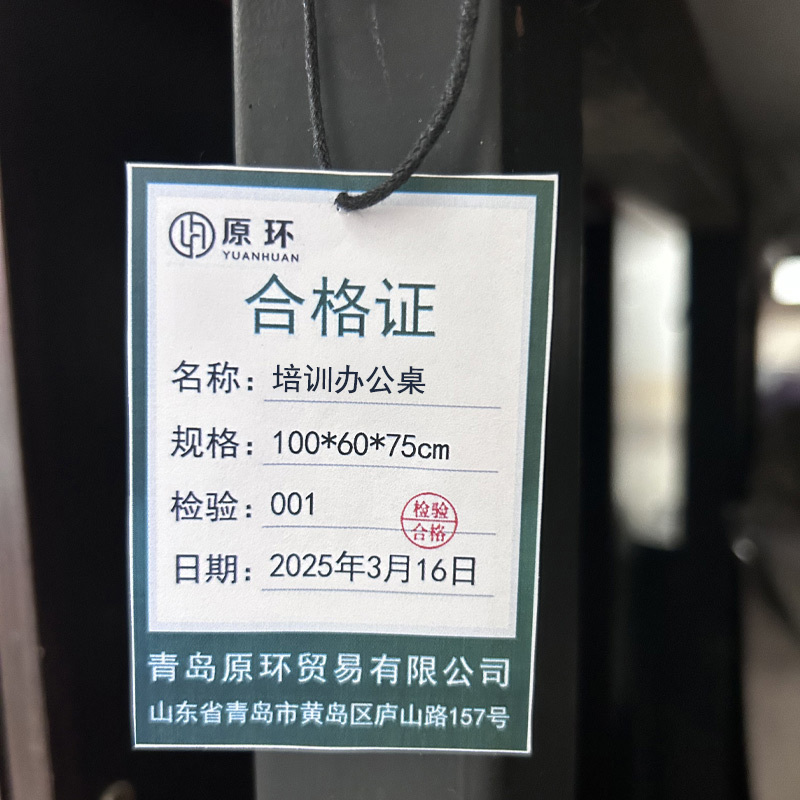 原环
YUANHUAN
合格证
名称：培训办公桌
规格：100*60*75cm
检验：001
检验
合格
日期：2025年3月16日
青岛原环贸易有限公司
山东省青岛市黄岛区庐山路157号